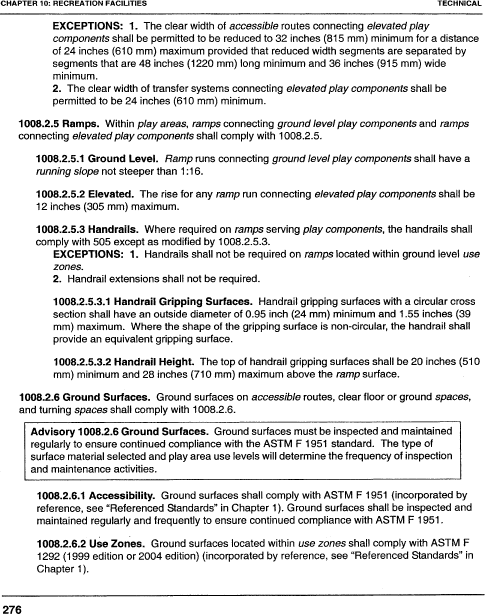 CHAPTER 10: RECREATION FACILITIES TECHNICAL
EXCEPTIONS: 1. The clear width of accessible routes connecting elevated play
components shall be permitted to be reduced to 32 inches (815 mm) minimum for a distance
of 24 inches (610 mm) maximum provided that reduced width segments are separated by
segments that are 48 inches (1220 mm) long minimum and 36 inches (915 mm) wide
minimum.
2. The clear width of transfer systems connecting elevated play components shall be
permitted to be 24 inches (610 mm) minimum.
1008.2.5 Ramps. Within play areas, ramps connecting ground level play components and ramps
connecting elevated play components shall comply with 1008.2.5.
1008.2.5.1 Ground Level. Ramp runs connecting ground level play components shall have a
running slope not steeper than 1:16.
1008.2.5.2 Elevated. The rise for any ramp run connecting elevated play components shall be
12 inches (305 mm) maximum.
1008.2.5.3 Handrails. Where required on ramps serving play components, the handrails shall
comply with 505 except as modified by 1008.2.5.3.
EXCEPTIONS: 1. Handrails shall not be required on ramps located within ground level use
zones.
2. Handrail extensions shall not be required.
1008.2.5.3.1 Handrail Gripping Surfaces. Handrail gripping surfaces with a circular cross
section shall have an outside diameter of 0.95 inch (24 mm) minimum and 1.55 inches (39
mm) maximum. Where the shape of the gripping surface is non-circular, the handrail shall
provide an equivalent gripping surface.
1008.2.5.3.2 Handrail Height. The top of handrail gripping surfaces shall be 20 inches (510
mm) minimum and 28 inches (710 mm) maximum above the ramp surface.
1008.2.6 Ground Surfaces. Ground surfaces on accessible routes, clear floor or ground spaces,
and turning spaces shall comply with 1008.2.6.
Advisory 1008.2.6 Ground Surfaces. Ground surfaces must be inspected and maintained
regularly to ensure continued compliance with the ASTM F 1951 standard. The type of
surface material selected and play area use levels will determine the frequency of inspection
and maintenance activities.
1008.2.6.1 Accessibility. Ground surfaces shall comply with ASTM F 1951 (incorporated by
reference, see "Referenced Standards" in Chapter 1). Ground surfaces shall be inspected and
maintained regularly and frequently to ensure continued compliance with ASTM F 1951.
1008.2.6.2 Use Zones. Ground surfaces located within use zones shall comply with ASTM F
1292 (1999 edition or 2004 edition) (incorporated by reference, see "Referenced Standards" in
Chapter 1).
276